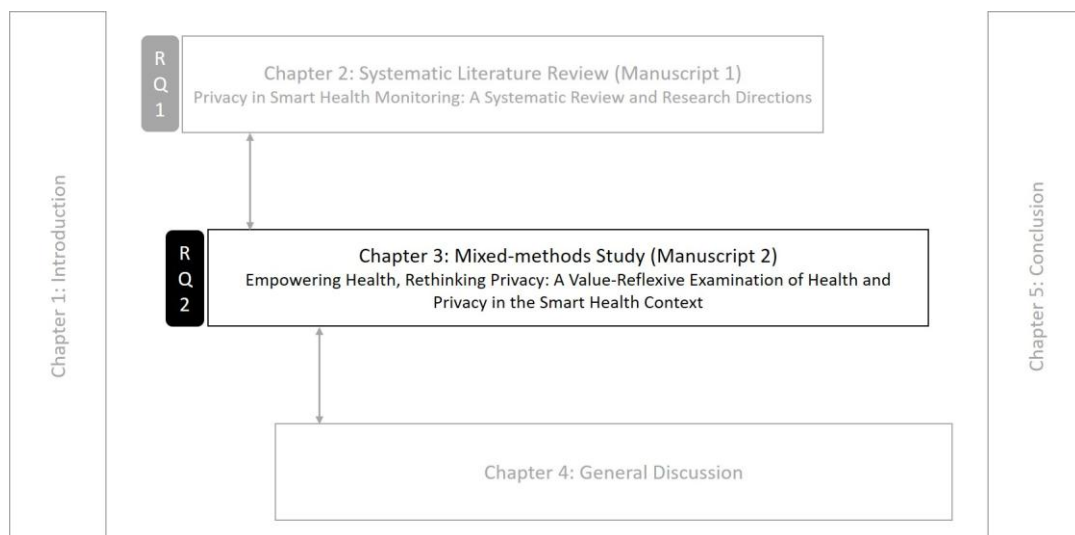 Chapter 1: Introduction
R
Q
1
Chapter 2: Systematic Literature Review (Manuscript 1)
Privacy in Smart Health Monitoring: A Systematic Review and Research Directions
R
Q
2
Chapter 3: Mixed-methods Study (Manuscript 2)
Empowering Health, Rethinking Privacy: A Value-Reflexive Examination of Health and
Privacy in the Smart Health Context
Chapter 4: General Discussion
Chapter 5: Conclusion